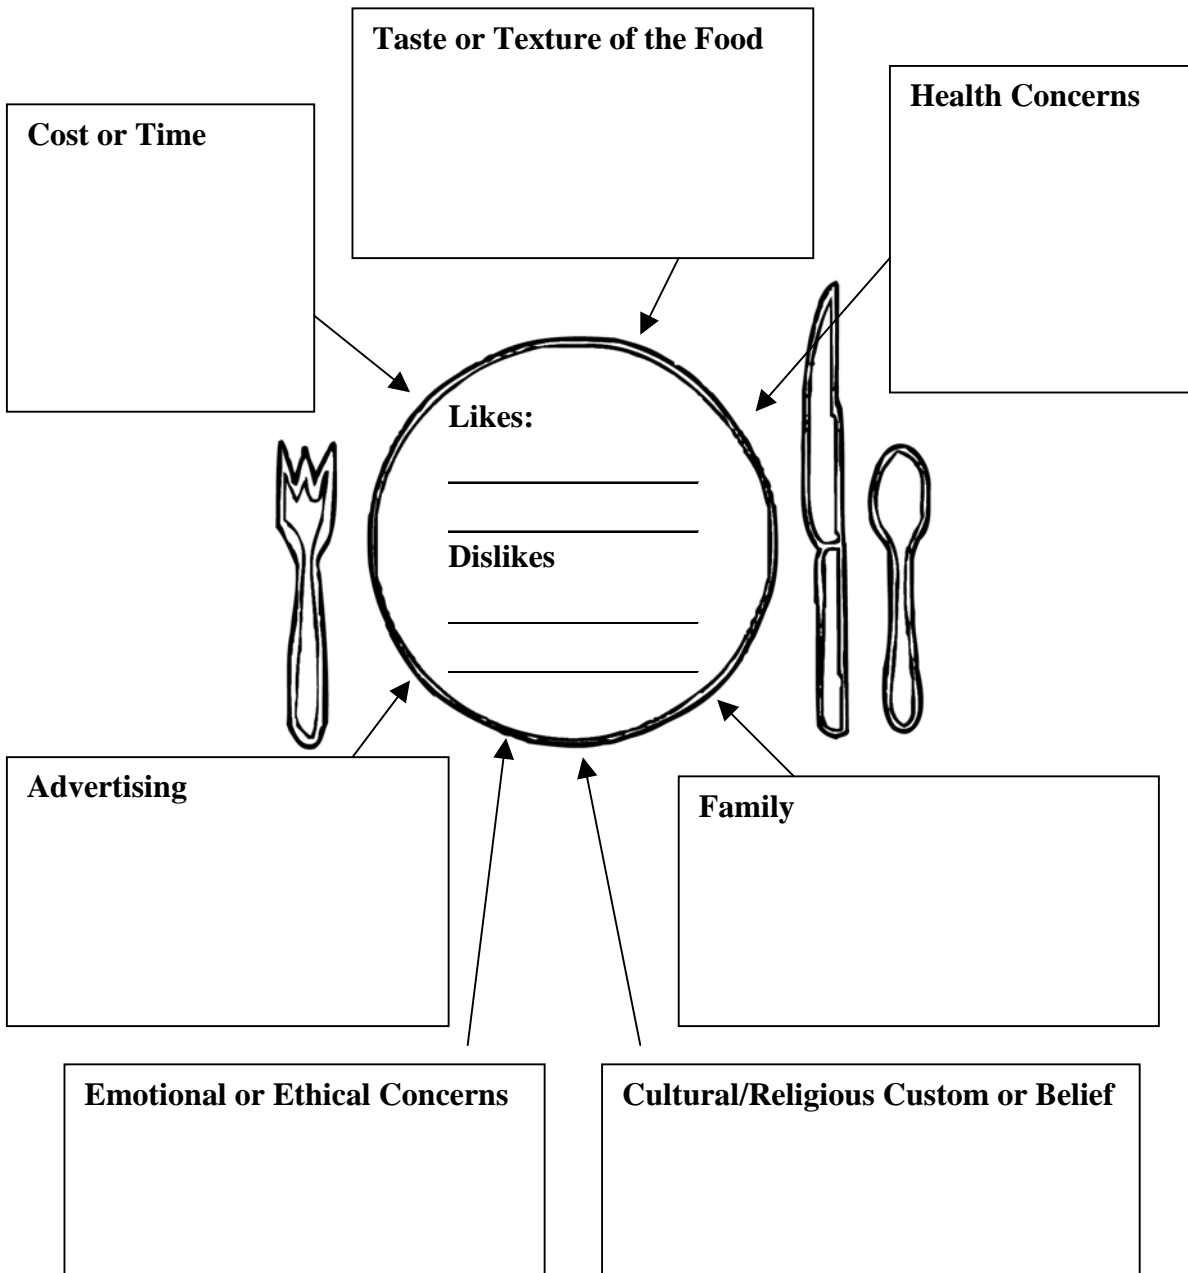 Taste or Texture of the Food
Health Concerns
Cost or Time
Likes:
Dislikes
Advertising
Family
Emotional or Ethical Concerns
Cultural/Religious Custom or Belief